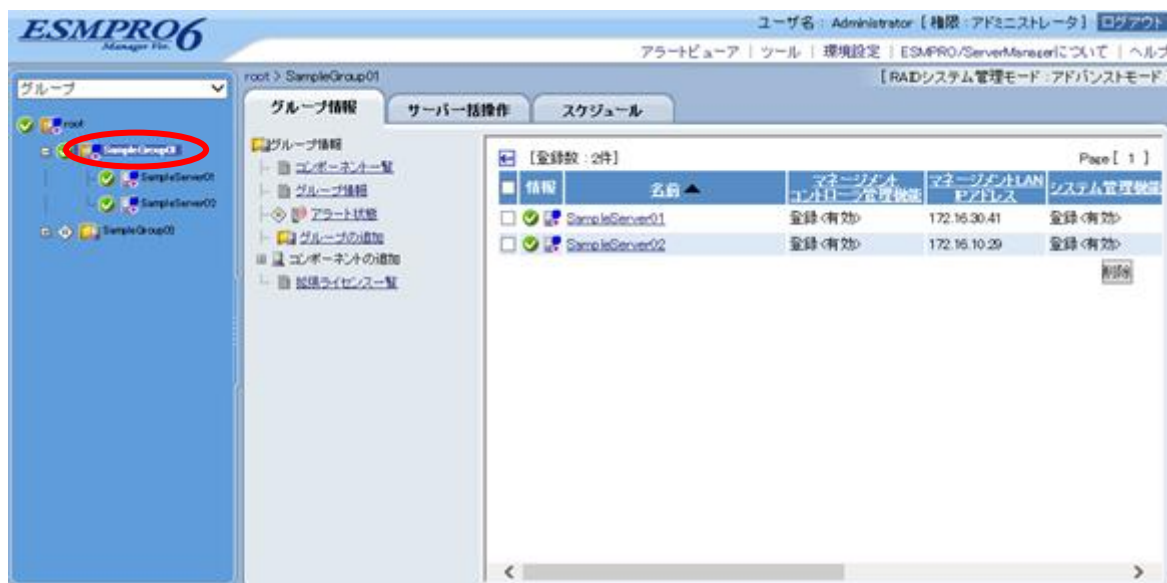 ESMPRO6
Manager Ver.
ユーザ名 : Administrator [ 権限 : アドミニストレータ ] ログアウト
アラートビューア | ツール | 環境設定 | ESMPRO/ServerManagerについて | ヘルプ
グループ
root > SampleGroup01
[ RAIDシステム管理モード : アドバンストモード
グループ情報 サーバ一括操作 スケジュール
root
SampleGroup01
SampleServer01
SampleServer02
グループ情報
コンポーネント一覧
グループ情報
アラート状態
グループの追加
コンポーネントの追加
拡張ライセンス一覧
[登録数 : 2件] Page [ 1 ]
情報 名前▲ マネージメント コントローラ管理機能 マネージメントLAN IPアドレス システム管理機能
SampleServer01 登録<有効> 172.16.30.41 登録<有効>
SampleServer02 登録<有効> 172.16.10.29 登録<有効>
削除